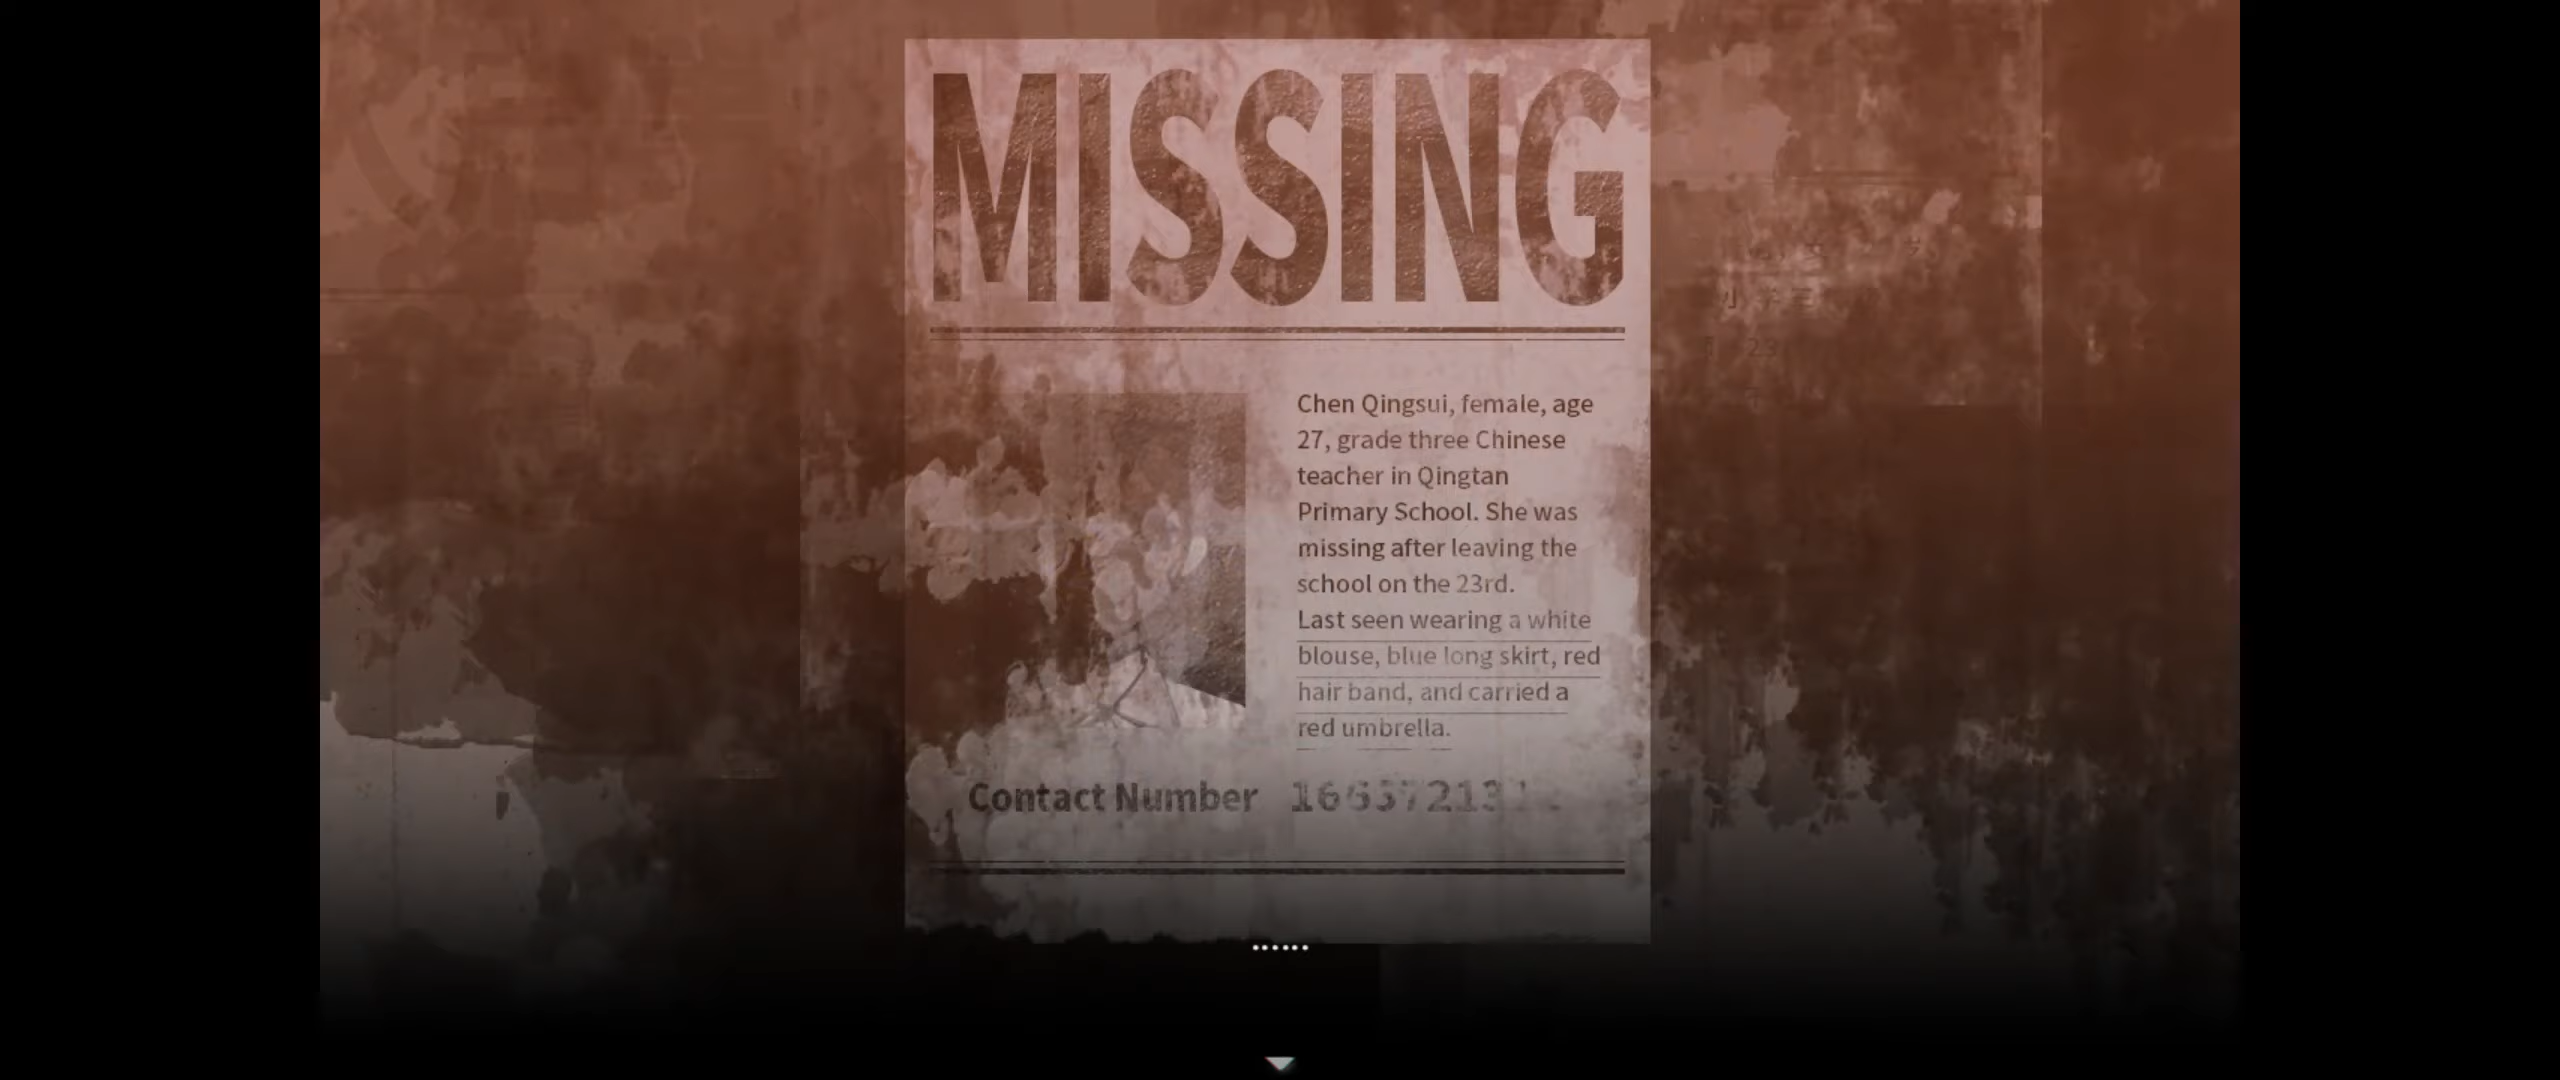 MISSING
Chen Qingsui, female, age
27, grade three Chinese
teacher in Qingtan
Primary School. She was
missing after leaving the
school on the 23rd.
Last seen wearing a white
blouse, blue long skirt, red
hair band, and carried a
red umbrella.
Contact Number
......